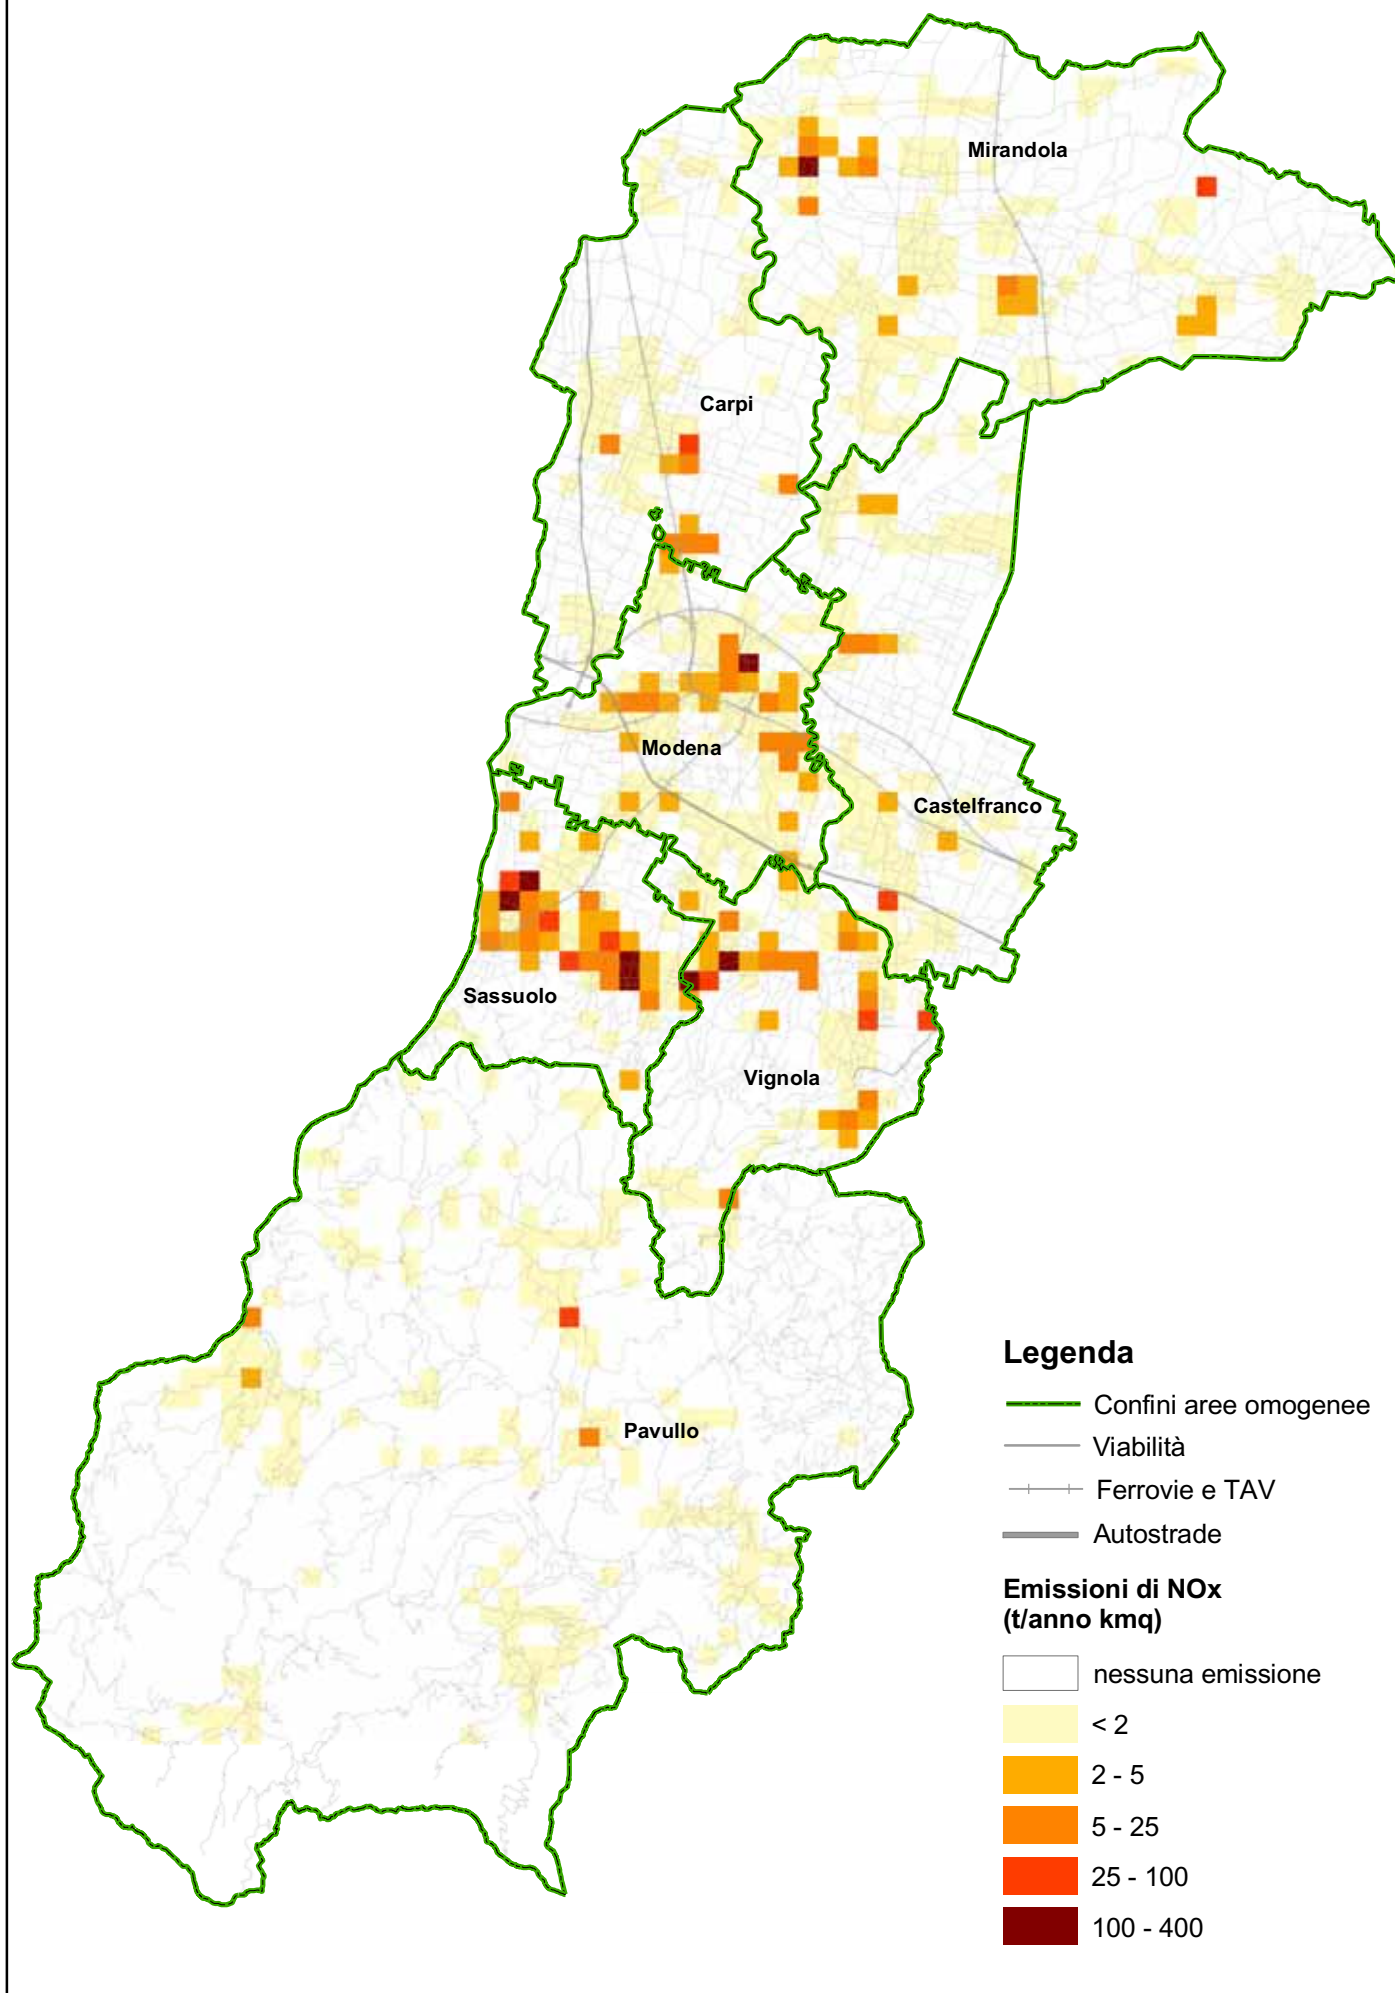 Mirandola
Carpi
Modena
Castelfranco
Sassuolo
Vignola
Pavullo
Legenda
Confini aree omogenee
Viabilità
Ferrovie e TAV
Autostrade
Emissioni di NOx
(t/anno kmq)
nessuna emissione
< 2
2 - 5
5 - 25
25 - 100
100 - 400